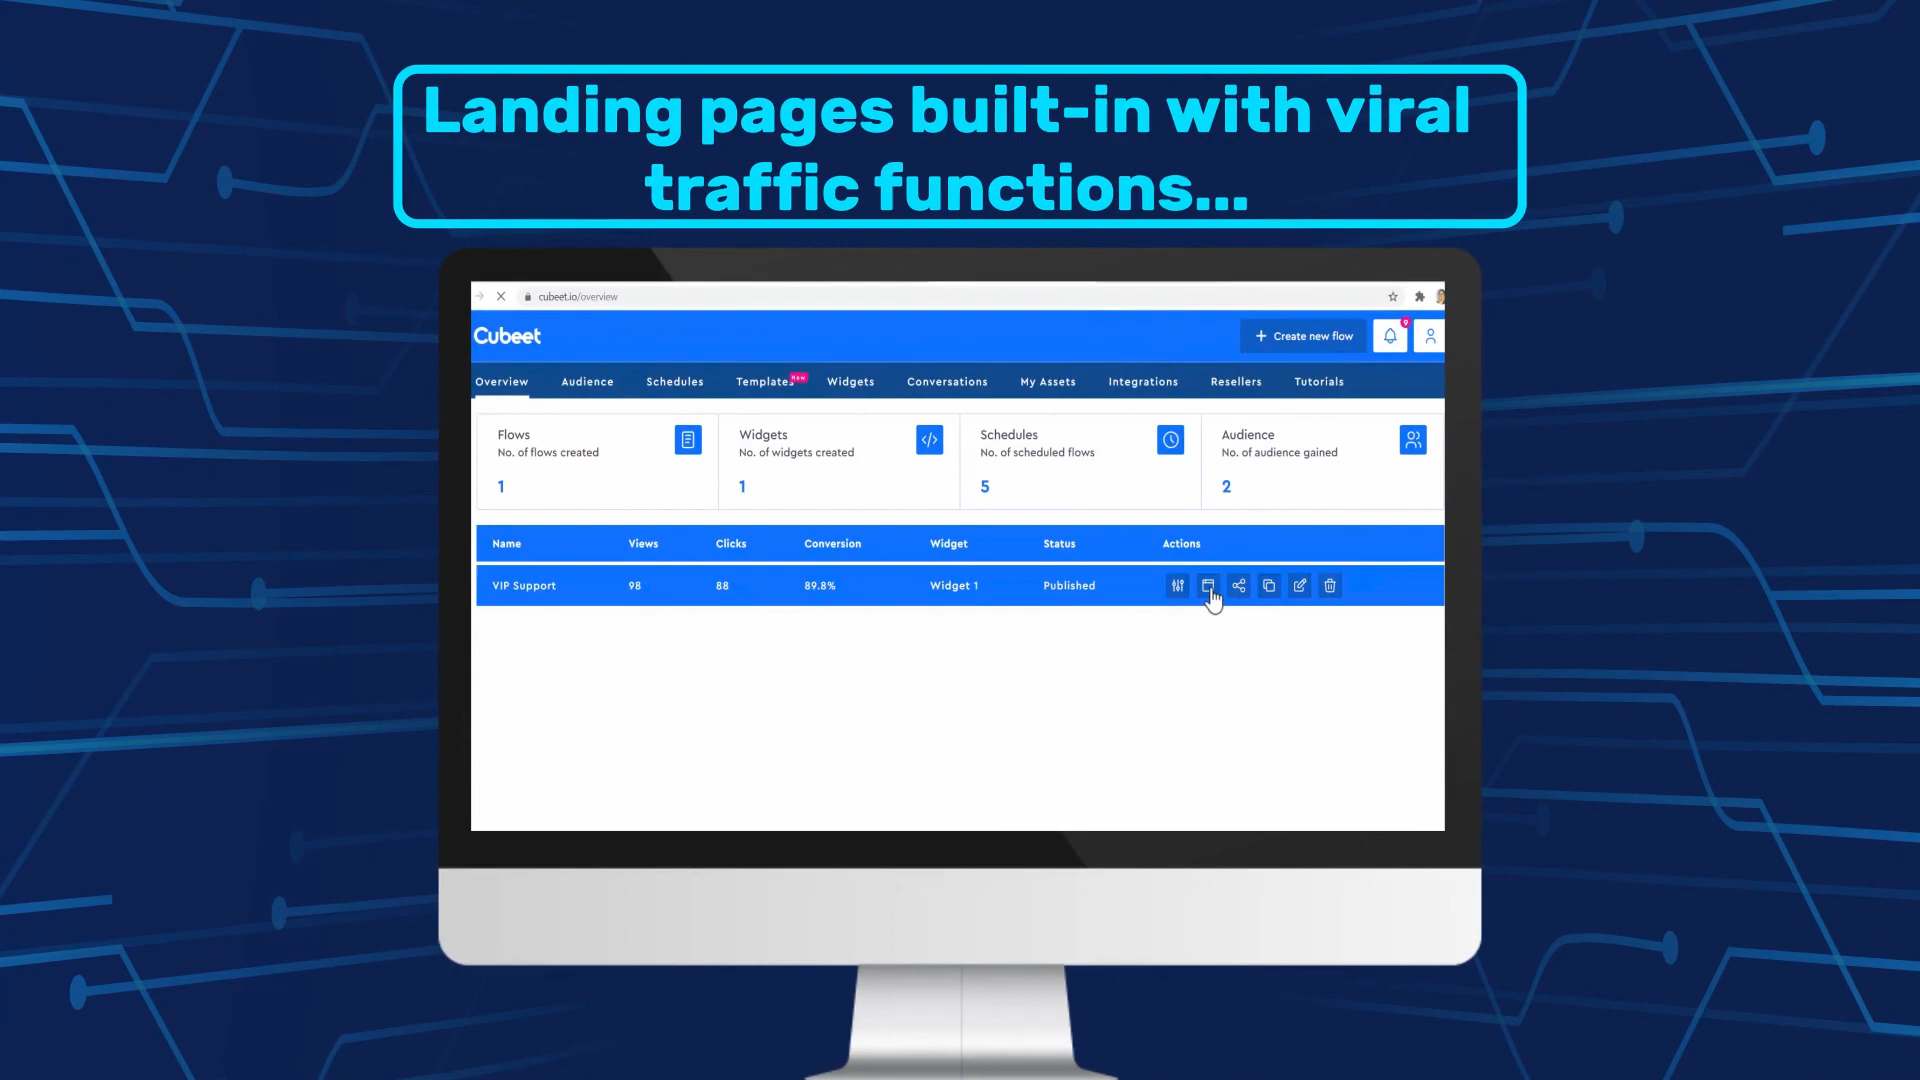 Landing pages built-in with viral
traffic functions...
cubeet.io/overview
Cubeet
+ Create new flow
9
Overview Audience Schedules Templates New Widgets Conversations My Assets Integrations Resellers Tutorials
Flows
No. of flows created
1
Widgets
No. of widgets created
1
Schedules
No. of scheduled flows
5
Audience
No. of audience gained
2
Name Views Clicks Conversion Widget Status Actions
VIP Support 98 88 89.8% Widget 1 Published